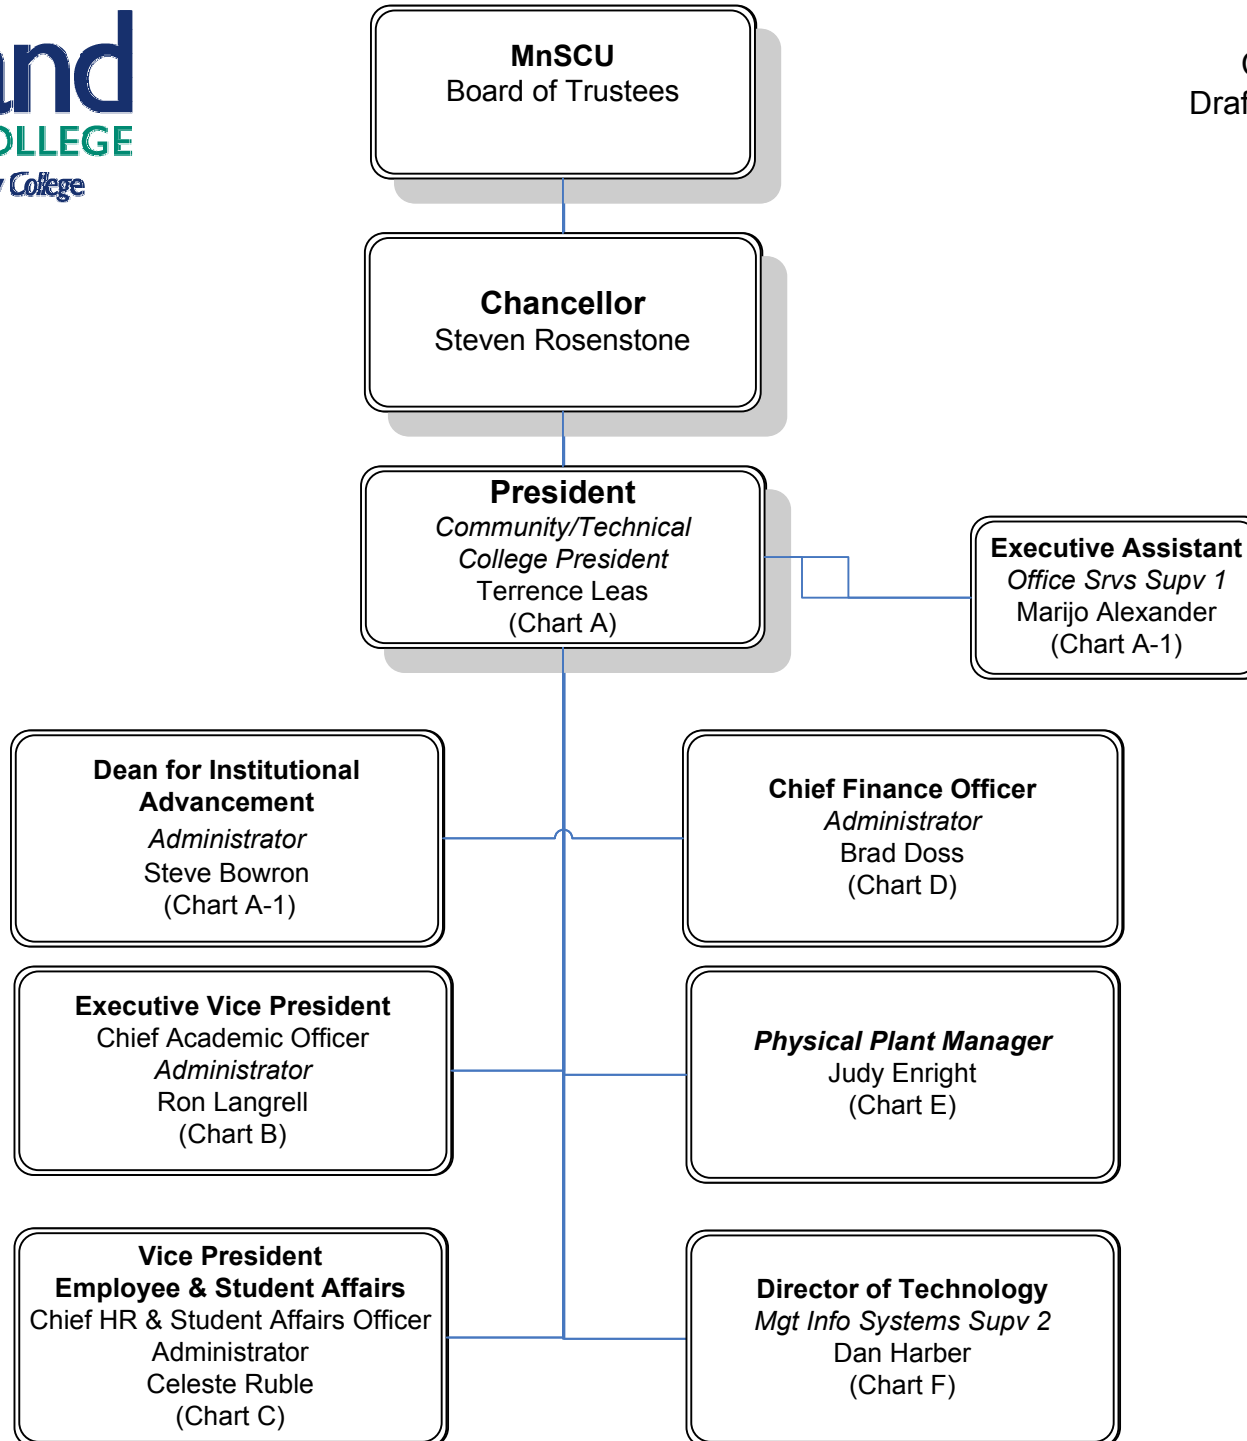 and
OLLEGE
College
MnSCU
Board of Trustees
Draf
Chancellor
Steven Rosenstone
President
Community/Technical
College President
Terrence Leas
(Chart A)
Executive Assistant
Office Srvs Supv 1
Marijo Alexander
(Chart A-1)
Dean for Institutional
Advancement
Administrator
Steve Bowron
(Chart A-1)
Chief Finance Officer
Administrator
Brad Doss
(Chart D)
Executive Vice President
Chief Academic Officer
Administrator
Ron Langrell
(Chart B)
Physical Plant Manager
Judy Enright
(Chart E)
Vice President
Employee & Student Affairs
Chief HR & Student Affairs Officer
Administrator
Celeste Ruble
(Chart C)
Director of Technology
Mgt Info Systems Supv 2
Dan Harber
(Chart F)